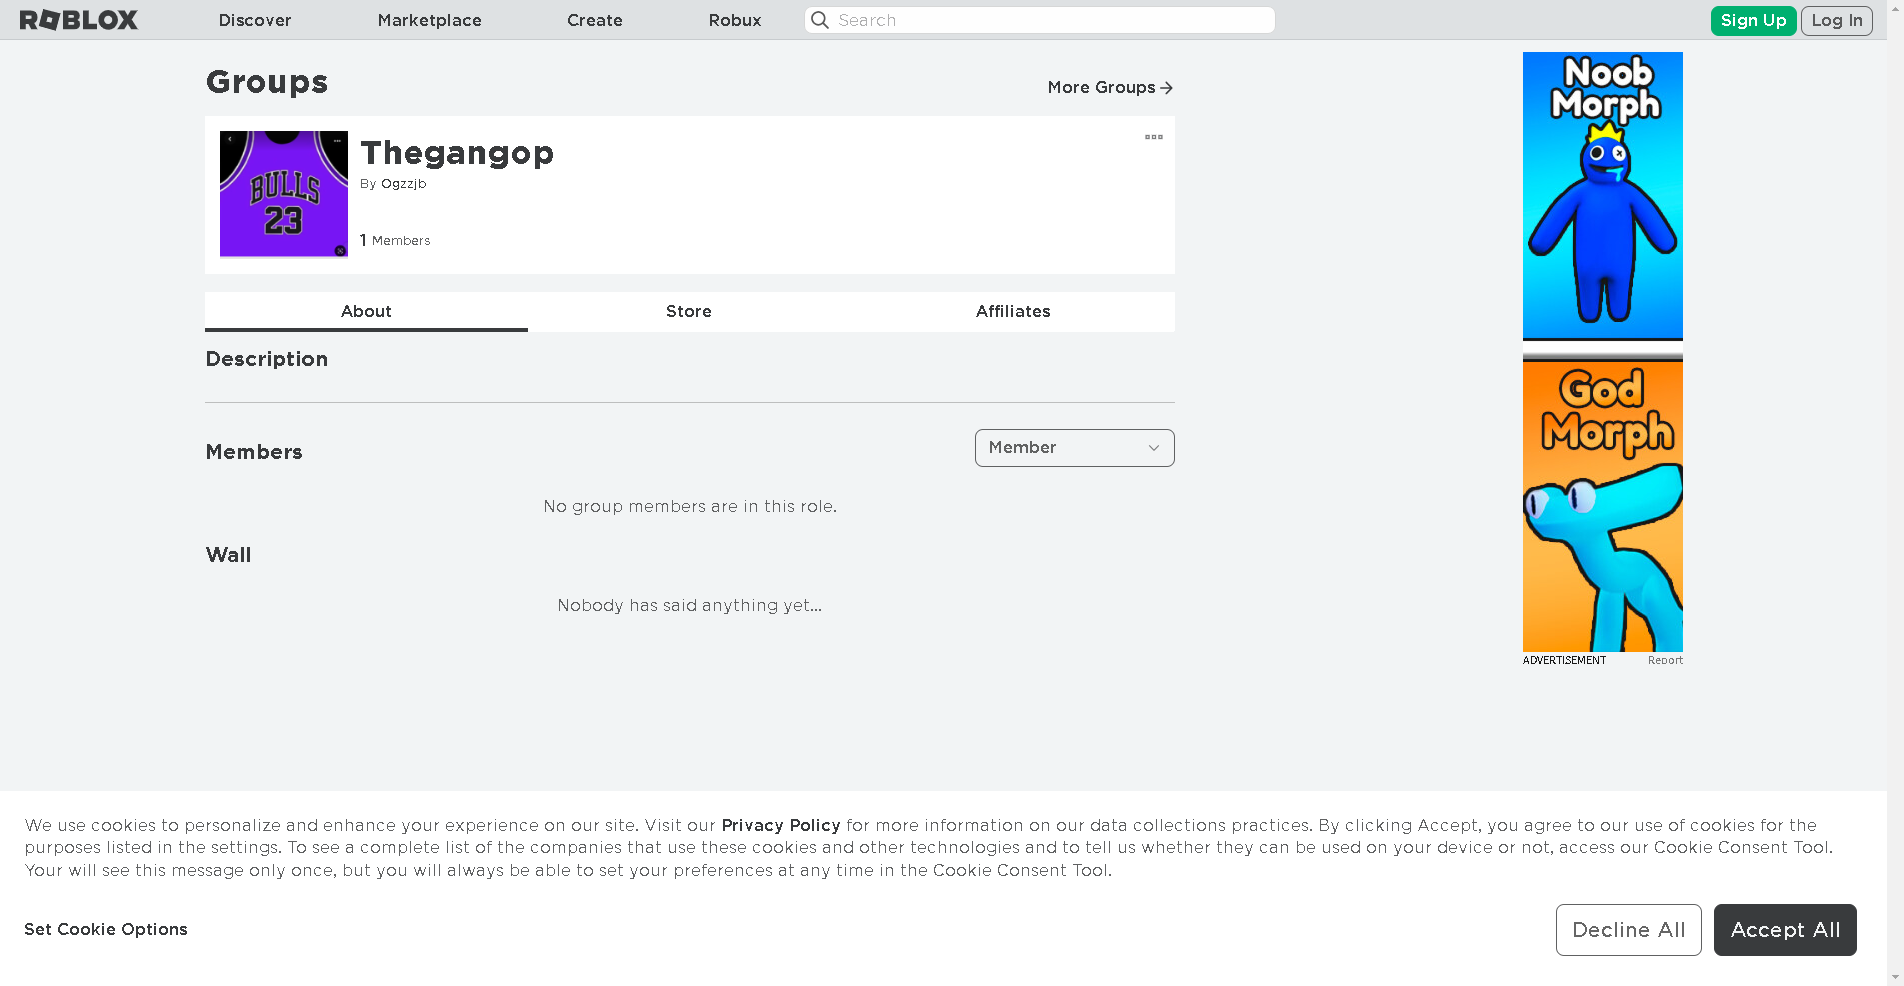 ROBLOX
Discover
Marketplace
Create
Robux
Search
Sign Up
Log In
Groups
More Groups
BULLS
23
Thegangop
By Ogzzjb
1 Members
About
Store
Affiliates
Description
Members
Member
No group members are in this role.
Wall
Nobody has said anything yet...
Noob
Morph
God
Morph
ADVERTISEMENT
Report
We use cookies to personalize and enhance your experience on our site. Visit our Privacy Policy for more information on our data collections practices. By clicking Accept, you agree to our use of cookies for the
purposes listed in the settings. To see a complete list of the companies that use these cookies and other technologies and to tell us whether they can be used on your device or not, access our Cookie Consent Tool.
Your will see this message only once, but you will always be able to set your preferences at any time in the Cookie Consent Tool.
Set Cookie Options
Decline All
Accept All